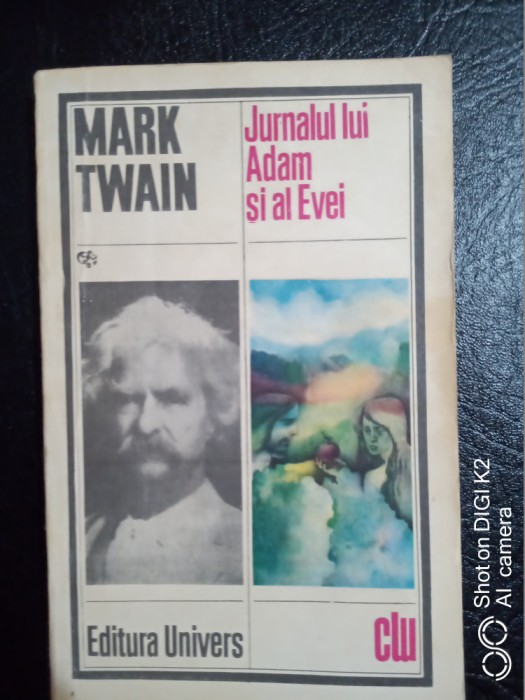 MARK
TWAIN
Jurnalul lui
Adam
și al Evei
Editura Univers
clu
Shot on DIGI K2
AI camera